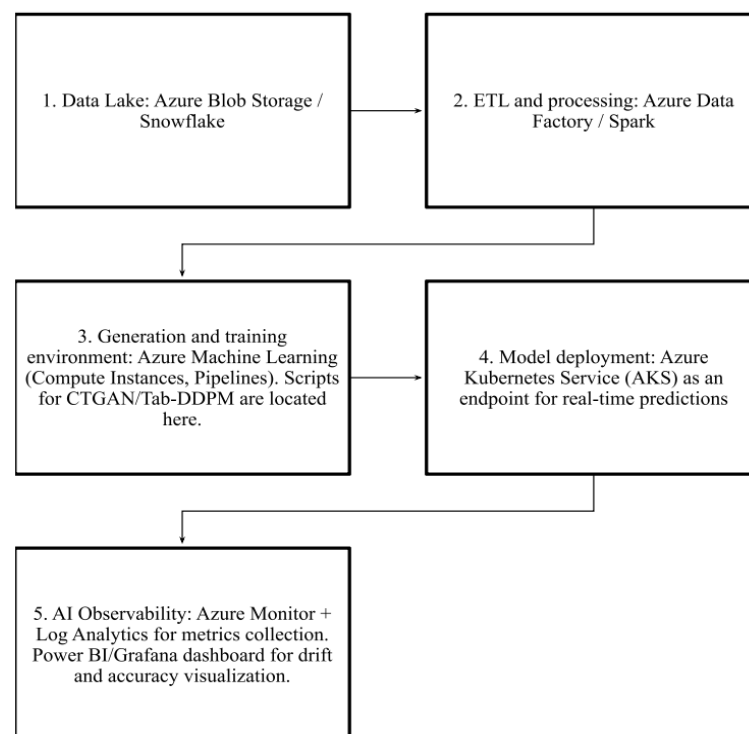 1. Data Lake: Azure Blob Storage /
Snowflake
2. ETL and processing: Azure Data
Factory / Spark
3. Generation and training
environment: Azure Machine Learning
(Compute Instances, Pipelines). Scripts
for CTGAN/Tab-DDPM are located
here.
4. Model deployment: Azure
Kubernetes Service (AKS) as an
endpoint for real-time predictions
5. AI Observability: Azure Monitor +
Log Analytics for metrics collection.
Power BI/Grafana dashboard for drift
and accuracy visualization.